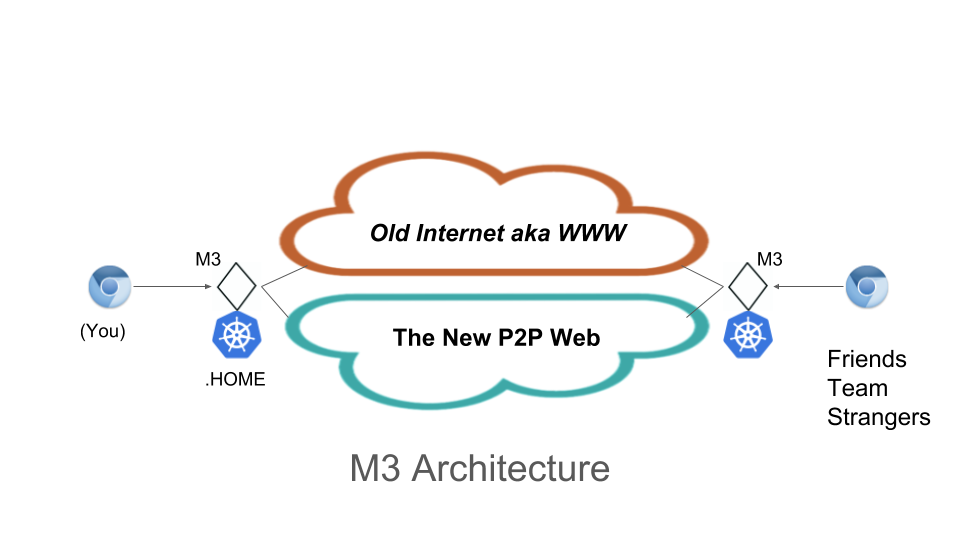 Old Internet aka WWW
M3
M3
(You)
The New P2P Web
.HOME
Friends
Team
Strangers
M3 Architecture